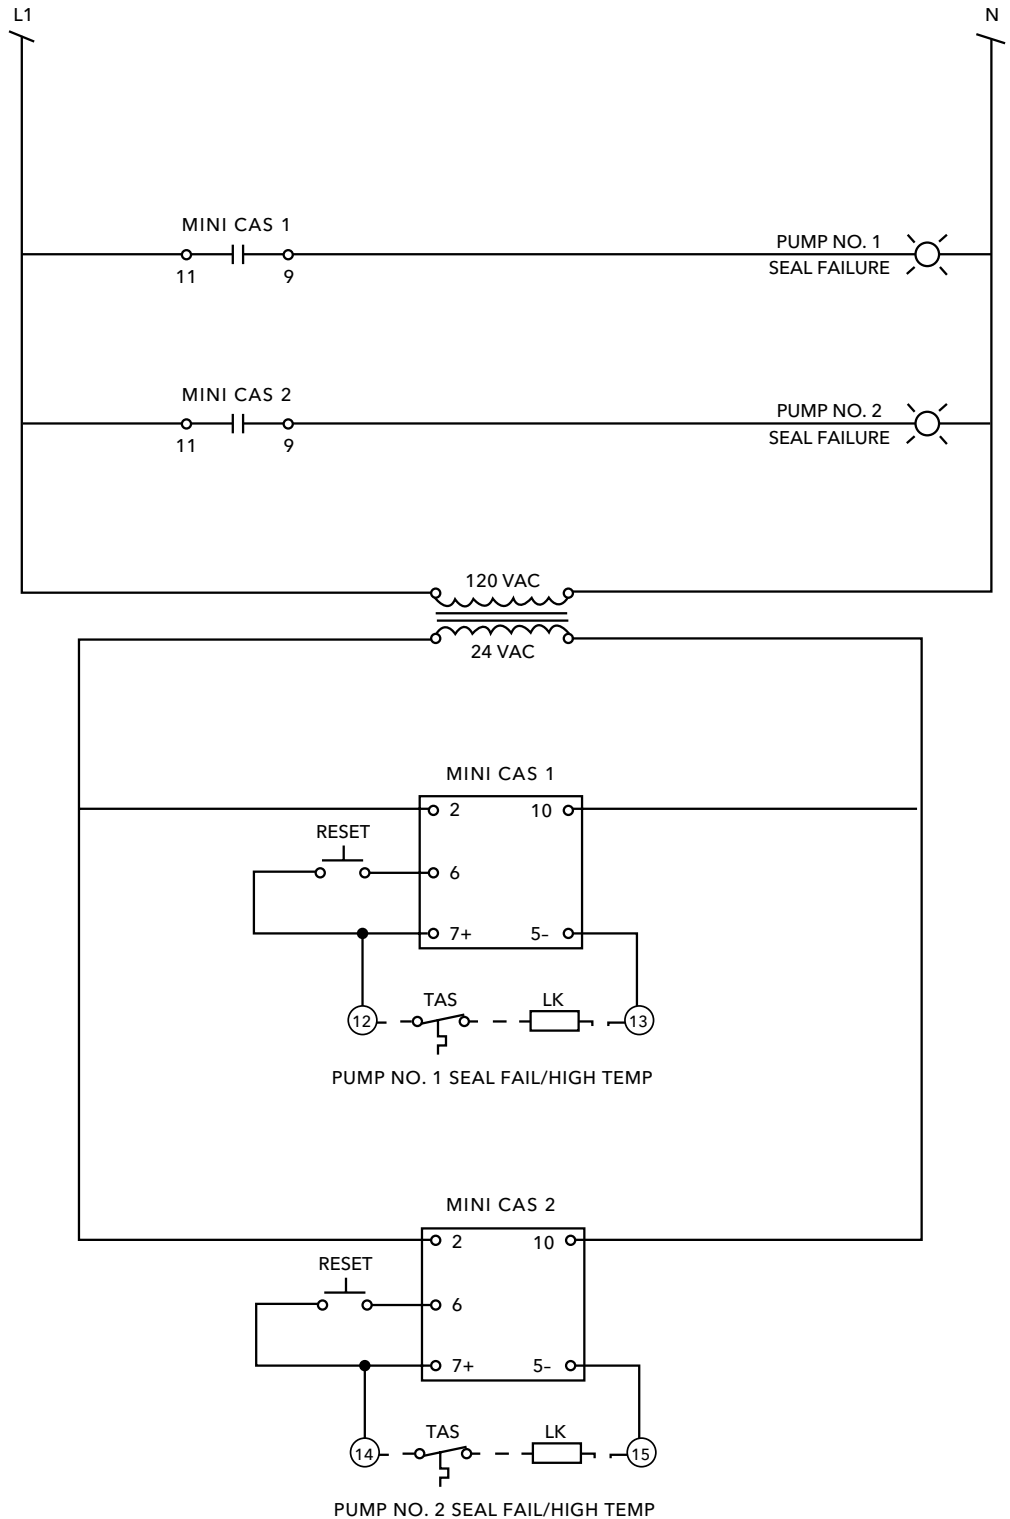 L1
N
MINI CAS 1
11
9
PUMP NO. 1
SEAL FAILURE
MINI CAS 2
11
9
PUMP NO. 2
SEAL FAILURE
120 VAC
24 VAC
MINI CAS 1
2
10
RESET
6
7+
5–
12
TAS
LK
13
PUMP NO. 1 SEAL FAIL/HIGH TEMP
MINI CAS 2
2
10
RESET
6
7+
5–
14
TAS
LK
15
PUMP NO. 2 SEAL FAIL/HIGH TEMP